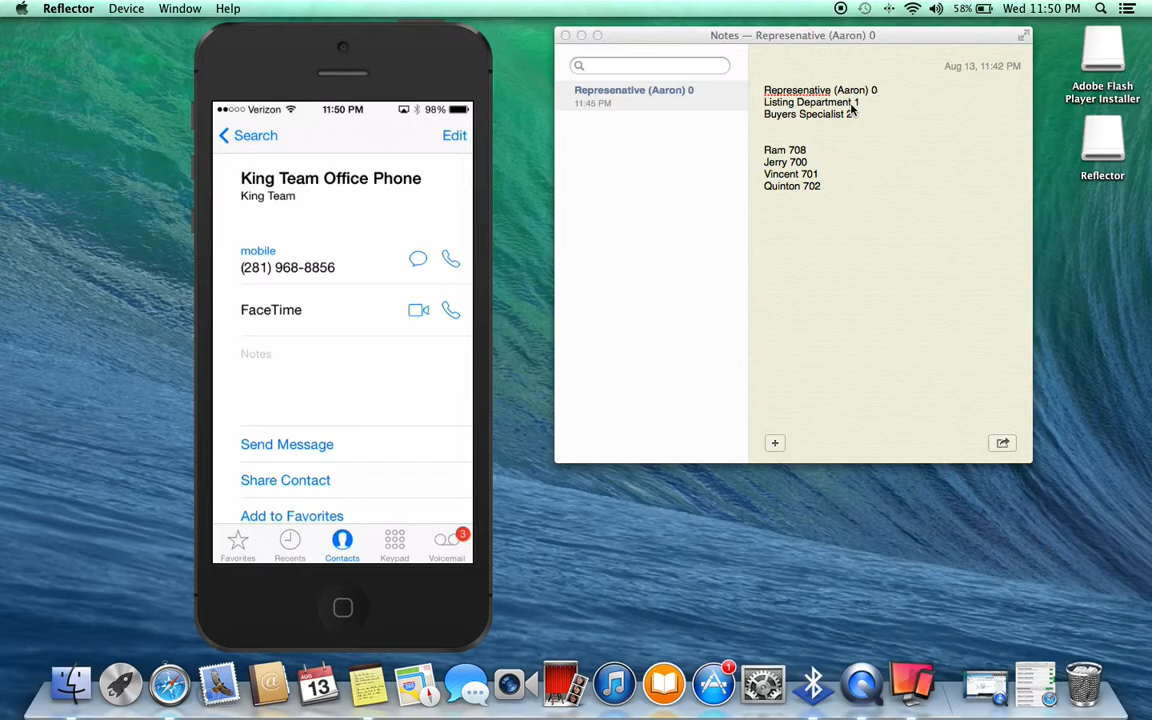 Reflector Device Window Help
58% Wed 11:50 PM
Verizon 11:50 PM 98%
Search Edit
King Team Office Phone
King Team
mobile
(281) 968-8856
FaceTime
Notes
Send Message
Share Contact
Add to Favorites
3
Favorites Recents Contacts Keypad Voicemail
Notes — Represenative (Aaron) 0
Represenative (Aaron) 0
11:45 PM
Aug 13, 11:42 PM
Represenative (Aaron) 0
Listing Department 1
Buyers Specialist 2
Ram 708
Jerry 700
Vincent 701
Quinton 702
+
Adobe Flash
Player Installer
Reflector
AUG
13
1